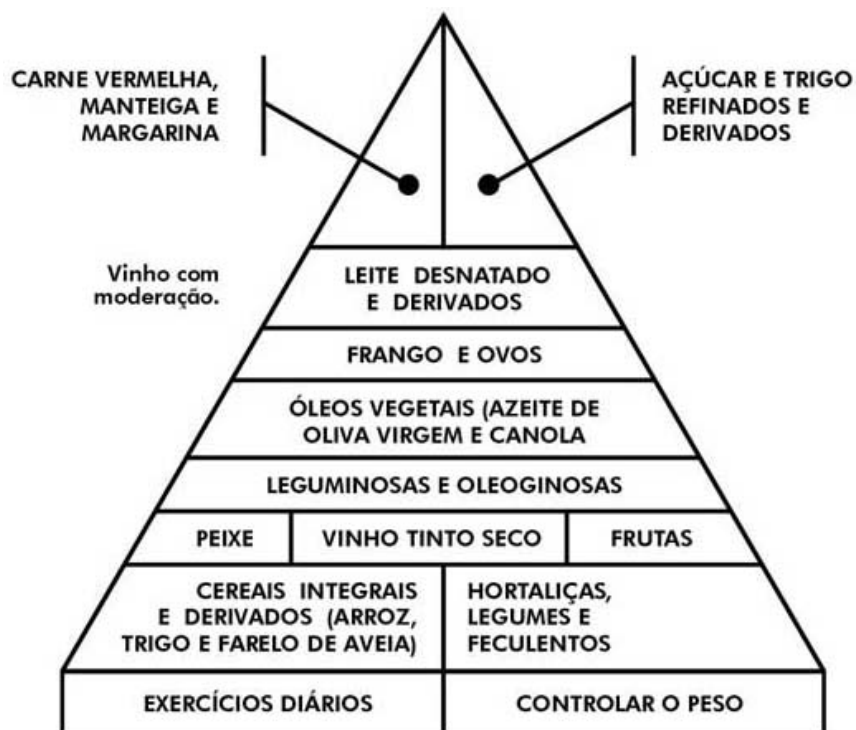 CARNE VERMELHA,
MANTEIGA E
MARGARINA
AÇÚCAR E TRIGO
REFINADOS E
DERIVADOS
Vinho com
moderação.
LEITE DESNATADO
E DERIVADOS
FRANGO E OVOS
ÓLEOS VEGETAIS (AZEITE DE
OLIVA VIRGEM E CANOLA
LEGUMINOSAS E OLEOGINOSAS
PEIXE
VINHO TINTO SECO
FRUTAS
CEREAIS INTEGRAIS
E DERIVADOS (ARROZ,
TRIGO E FARELO DE AVEIA)
HORTALIÇAS,
LEGUMES E
FECULENTOS
EXERCÍCIOS DIÁRIOS
CONTROLAR O PESO